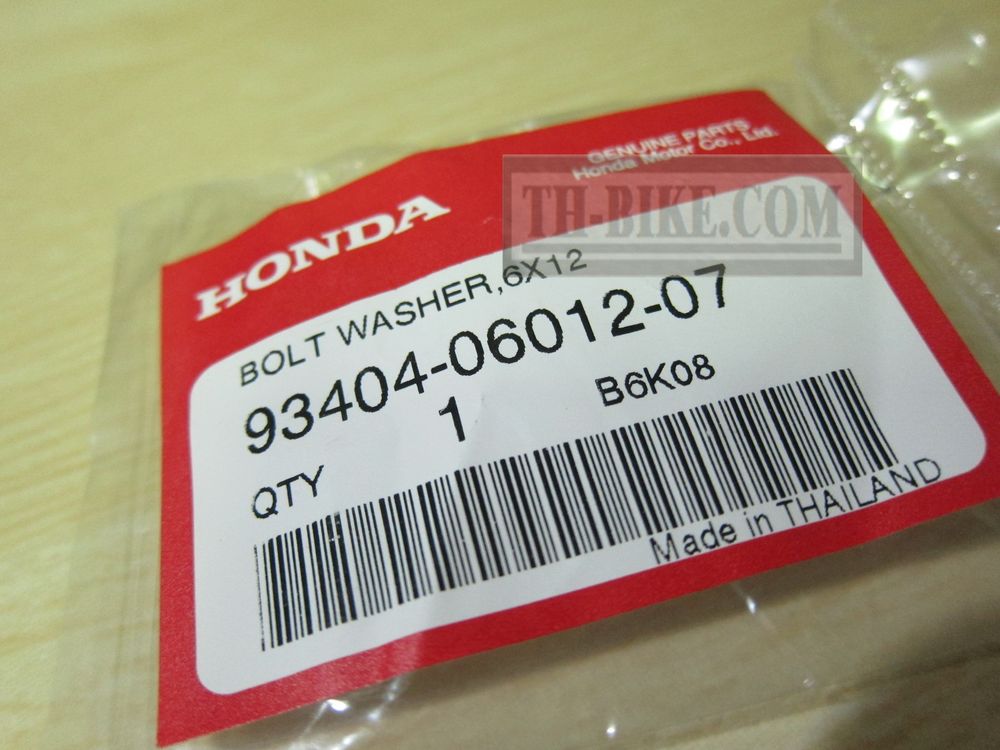 GENUINE PARTS
Honda Motor Co., Ltd.
HONDA
TH-BIKE.COM
BOLT WASHER,6X12
93404-06012-07
1
B6K08
QTY
Made in THAILAND